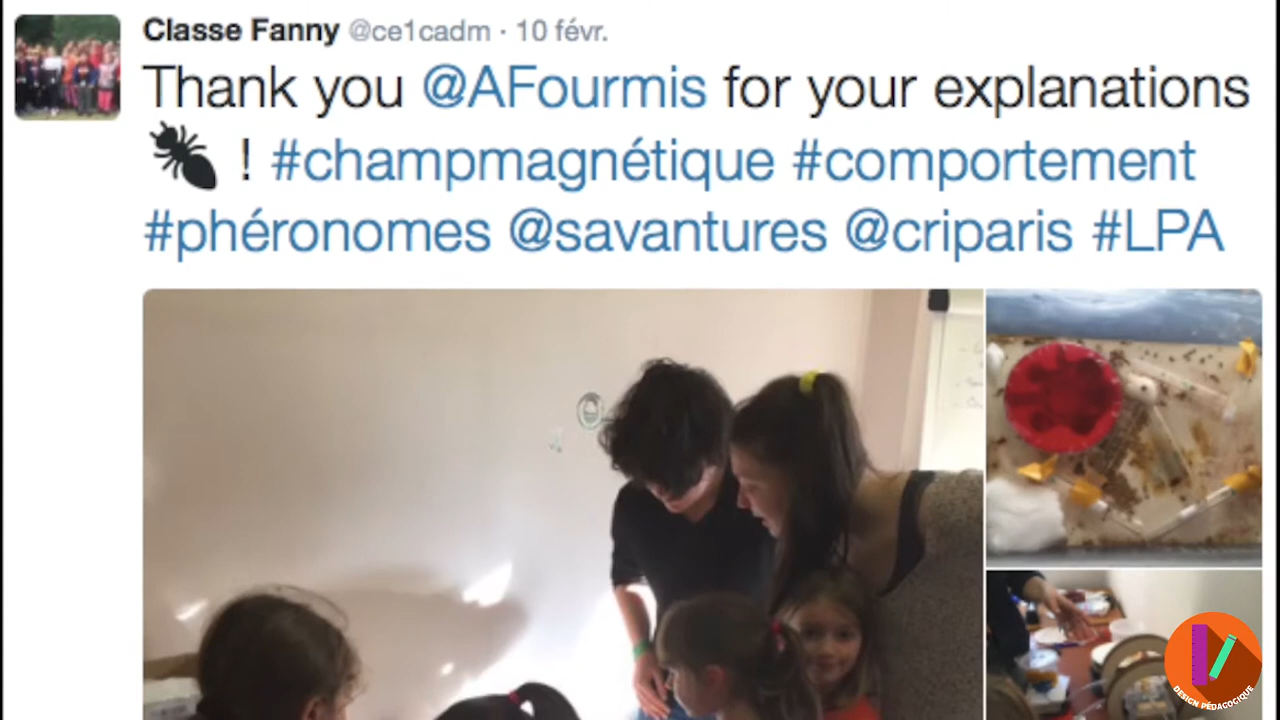 Classe Fanny @ce1cadm · 10 févr.
Thank you @AFourmis for your explanations
🐜 ! #champmagnétique #comportement
#phéronomes @savantures @criparis #LPA
DESIGN PÉDAGOGIQUE